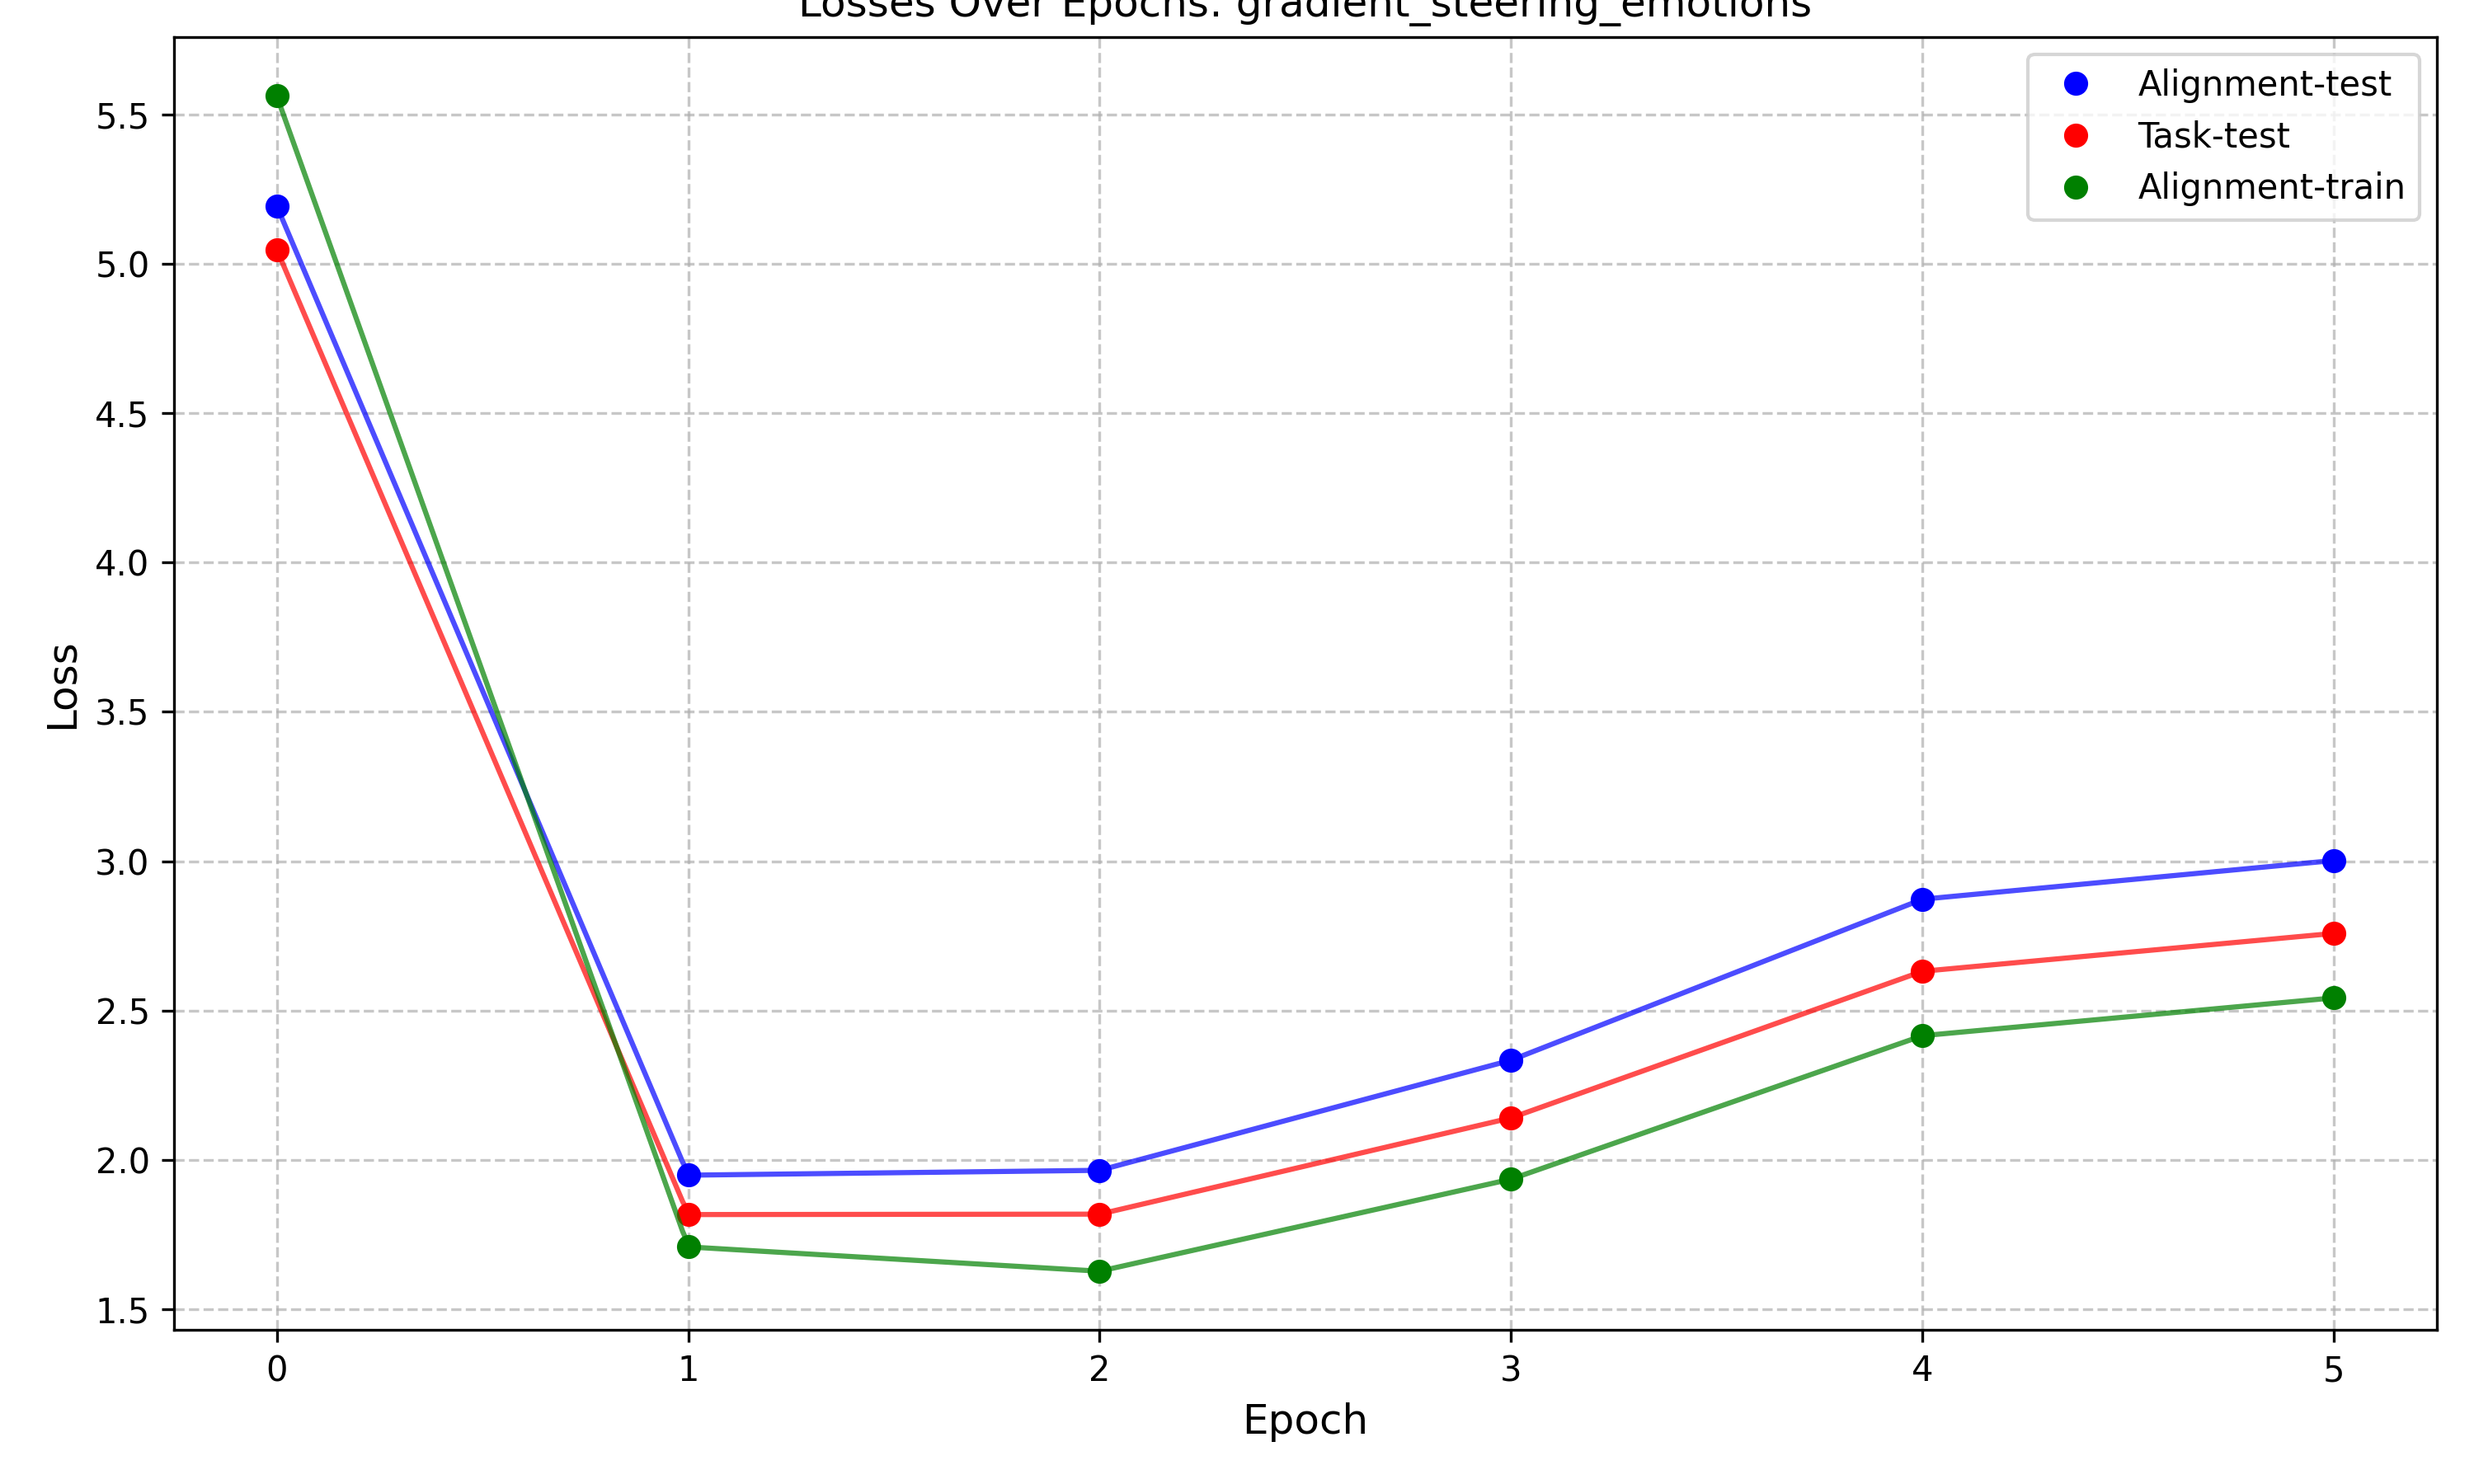 Losses Over Epochs: gradient_steering_emotions
Alignment-test
Task-test
Alignment-train
5.5
5.0
4.5
4.0
3.5
3.0
2.5
2.0
1.5
Loss
0 1 2 3 4 5
Epoch